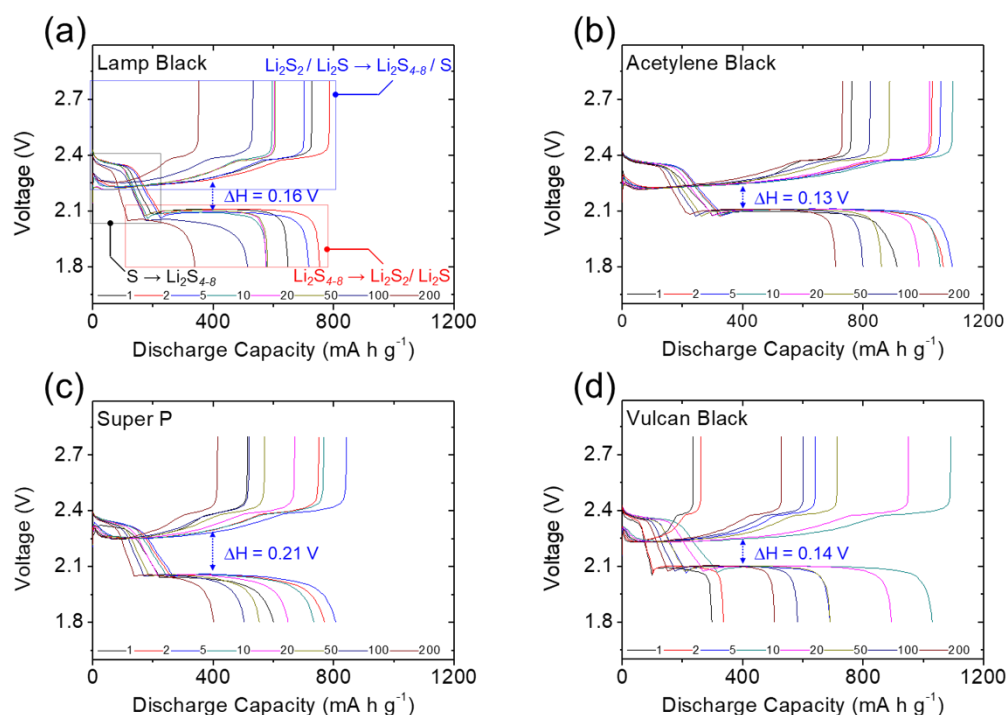 (a)
Lamp Black
Li₂S₂ / Li₂S → Li₂S₄₋₈ / S
ΔH = 0.16 V
S → Li₂S₄₋₈
Li₂S₄₋₈ → Li₂S₂/ Li₂S
1 2 5 10 20 50 100 200
2.7
2.4
2.1
1.8
Voltage (V)
0 400 800 1200
Discharge Capacity (mA h g⁻¹)
(b)
Acetylene Black
ΔH = 0.13 V
1 2 5 10 20 50 100 200
2.7
2.4
2.1
1.8
Voltage (V)
0 400 800 1200
Discharge Capacity (mA h g⁻¹)
(c)
Super P
ΔH = 0.21 V
1 2 5 10 20 50 100 200
2.7
2.4
2.1
1.8
Voltage (V)
0 400 800 1200
Discharge Capacity (mA h g⁻¹)
(d)
Vulcan Black
ΔH = 0.14 V
1 2 5 10 20 50 100 200
2.7
2.4
2.1
1.8
Voltage (V)
0 400 800 1200
Discharge Capacity (mA h g⁻¹)